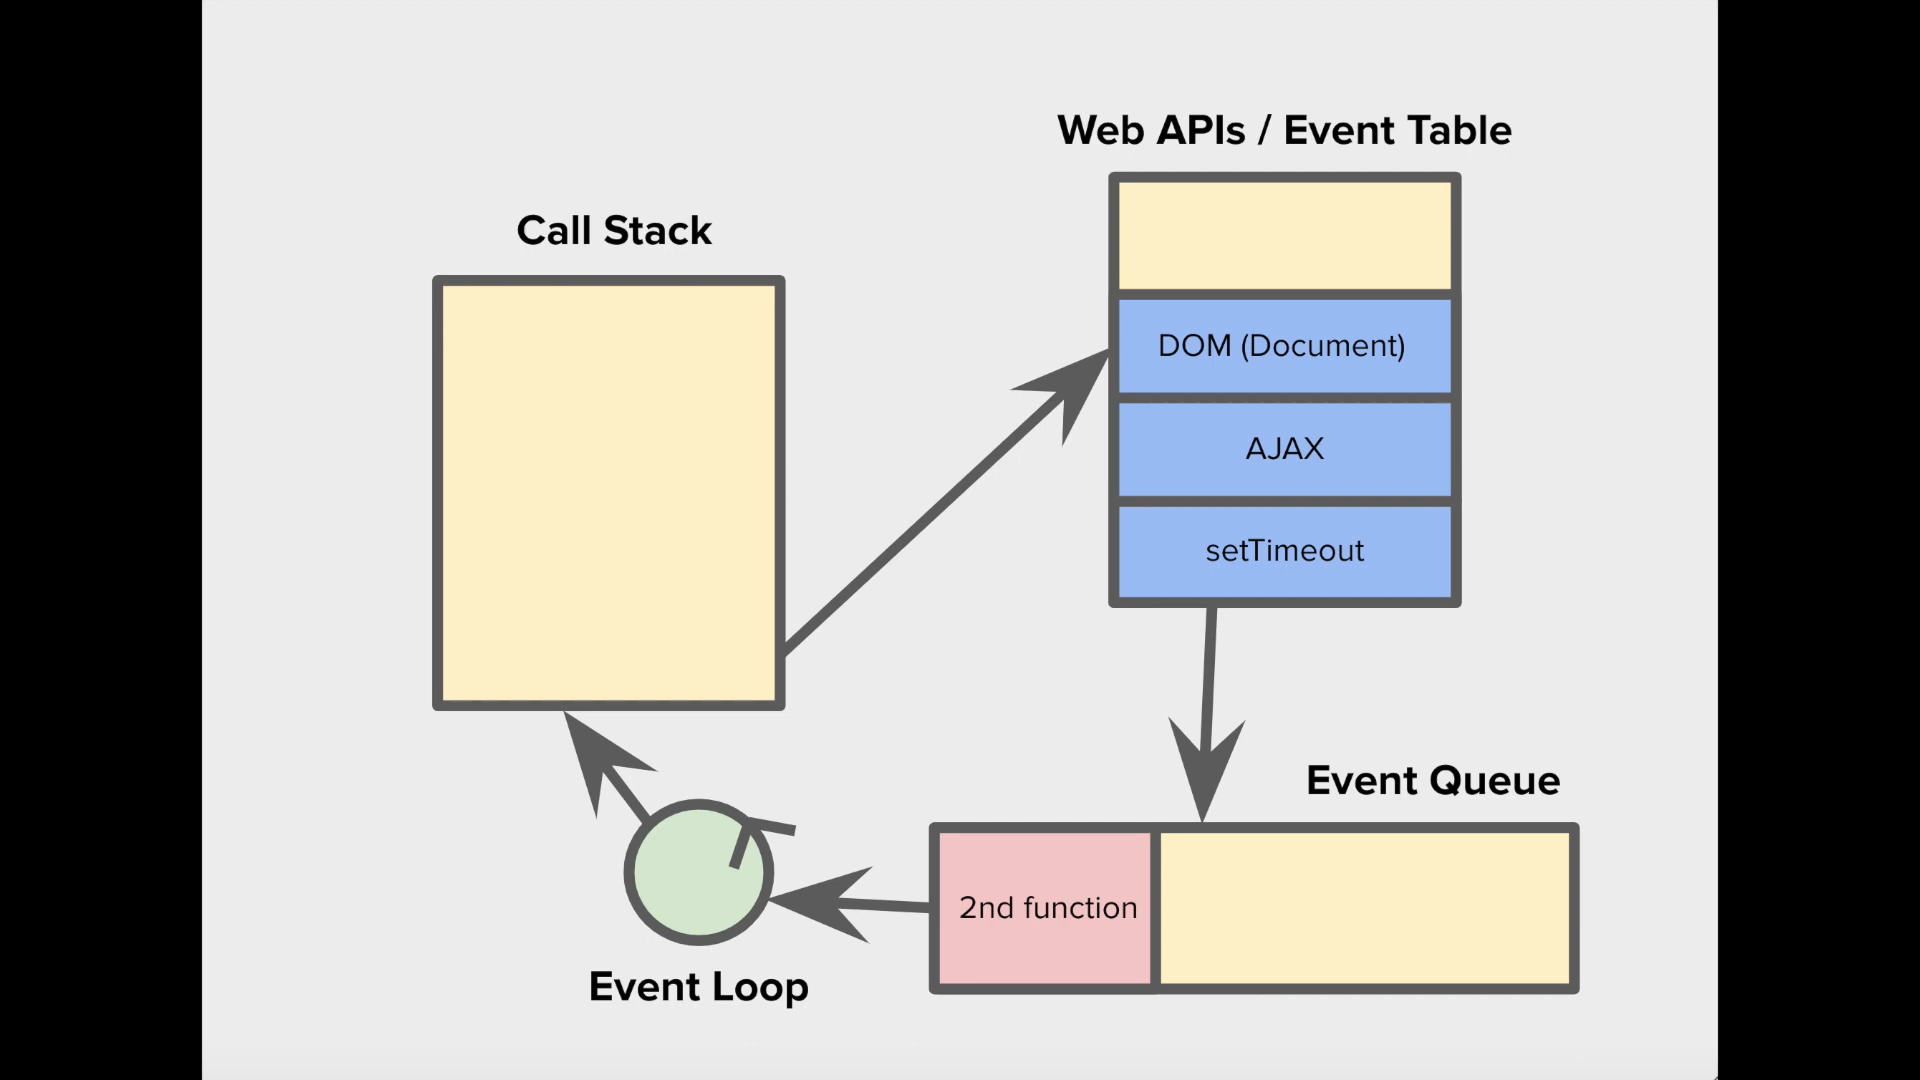 Web APIs / Event Table
Call Stack
DOM (Document)
AJAX
setTimeout
Event Queue
2nd function
Event Loop